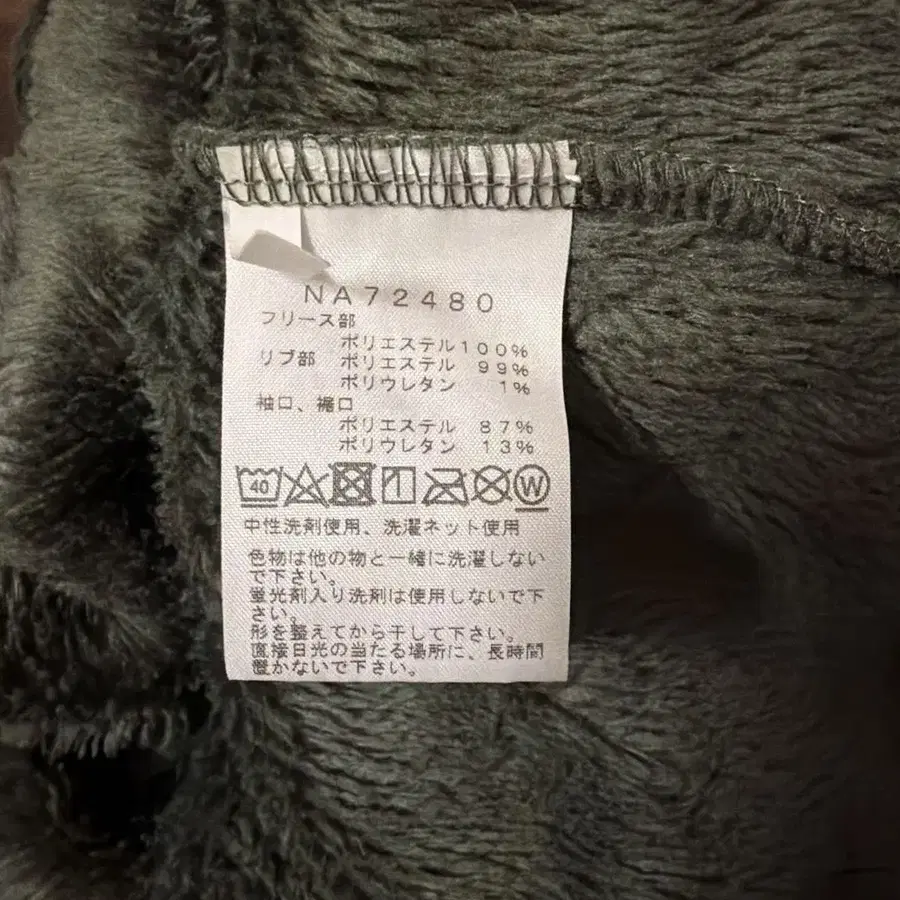 NA72480
フリース部
ポリエステル100%
リブ部 ポリエステル 99%
ポリウレタン 1%
袖口、裾口
ポリエステル 87%
ポリウレタン 13%
40 W
中性洗剤使用、洗濯ネット使用
色物は他の物と一緒に洗濯しない
で下さい。
蛍光剤入り洗剤は使用しないで下
さい。
形を整えてから干して下さい。
直接日光の当たる場所に、長時間
置かないで下さい。